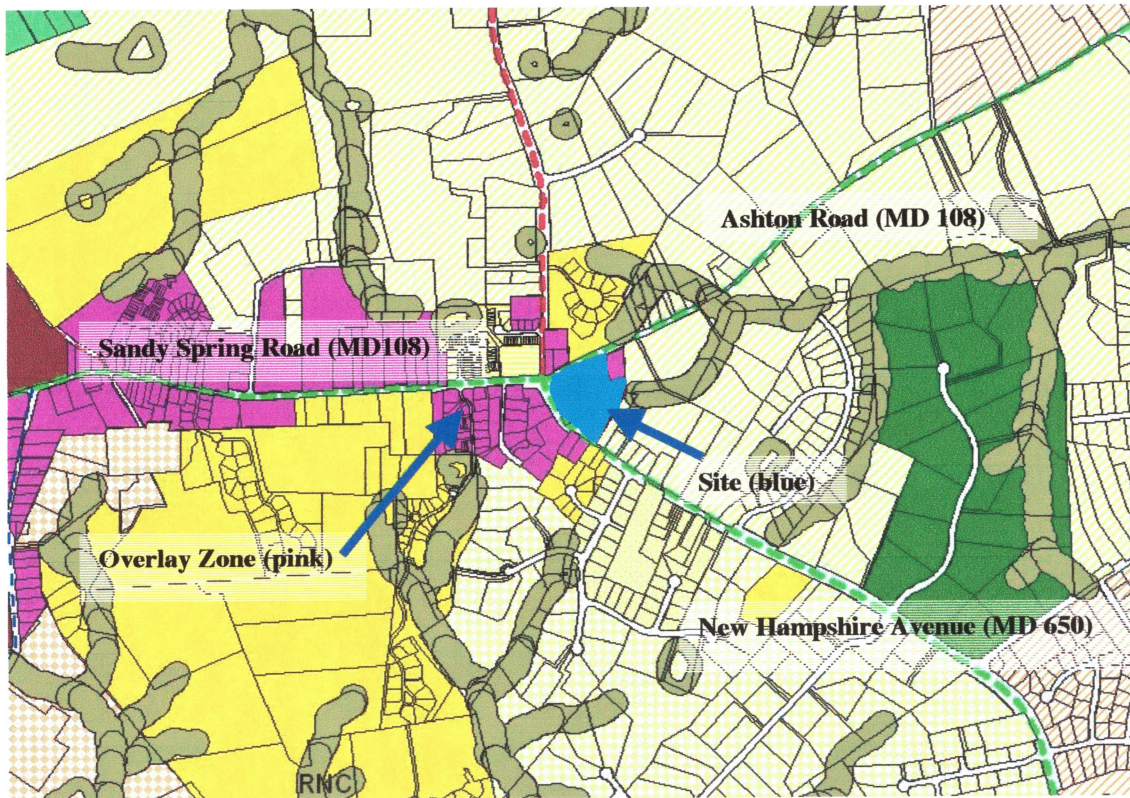 Ashton Road (MD 108)
Sandy Spring Road (MD108)
Site (blue)
Overlay Zone (pink)
New Hampshire Avenue (MD 650)
RNC